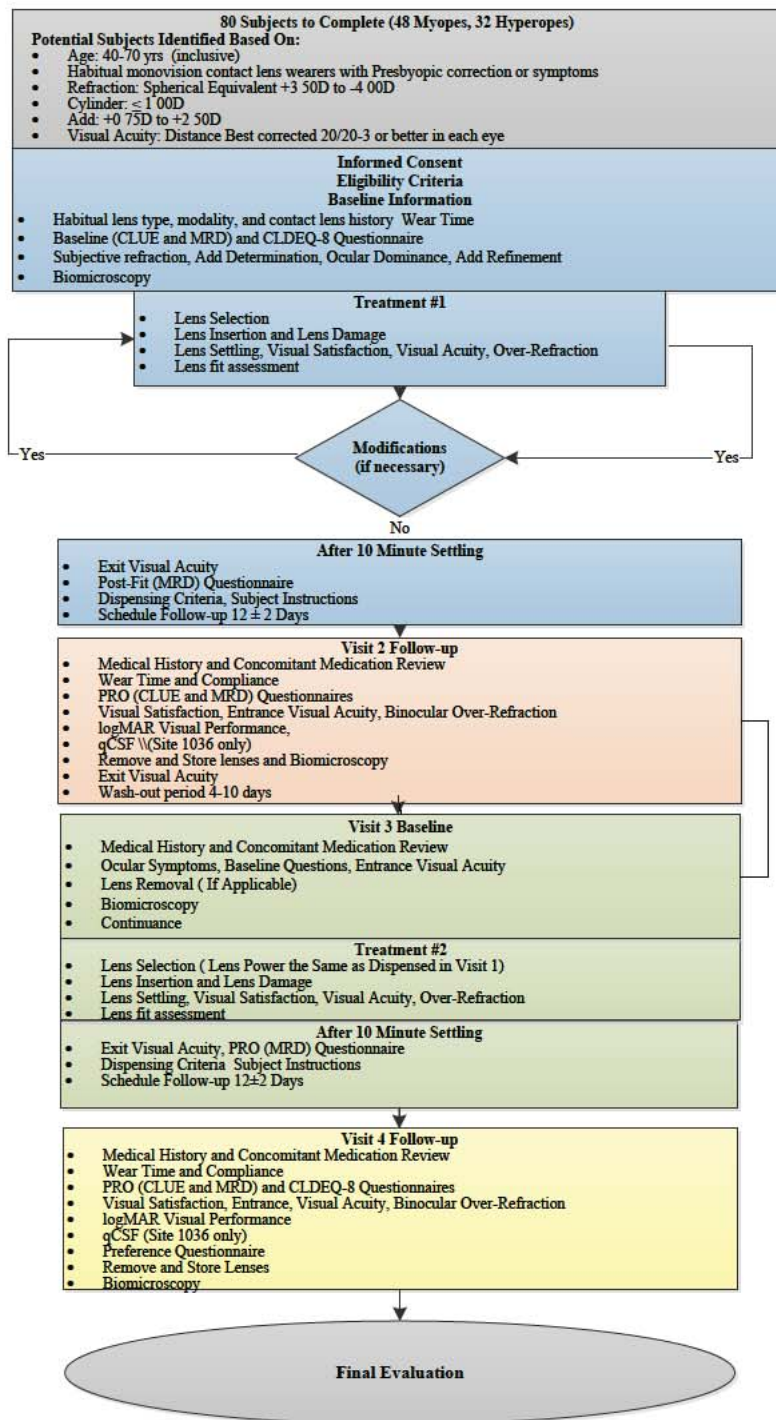 80 Subjects to Complete (48 Myopes, 32 Hyperopes)
Potential Subjects Identified Based On:
• Age: 40-70 yrs (inclusive)
• Habitual monovision contact lens wearers with Presbyopic correction or symptoms
• Refraction: Spherical Equivalent +3 50D to -4 00D
• Cylinder: ≤ 1 00D
• Add: +0 75D to +2 50D
• Visual Acuity: Distance Best corrected 20/20-3 or better in each eye
Informed Consent
Eligibility Criteria
Baseline Information
• Habitual lens type, modality, and contact lens history Wear Time
• Baseline (CLUE and MRD) and CLDEQ-8 Questionnaire
• Subjective refraction, Add Determination, Ocular Dominance, Add Refinement
• Biomicroscopy
Treatment #1
• Lens Selection
• Lens Insertion and Lens Damage
• Lens Settling, Visual Satisfaction, Visual Acuity, Over-Refraction
• Lens fit assessment
Modifications
(if necessary)
Yes
Yes
No
After 10 Minute Settling
• Exit Visual Acuity
• Post-Fit (MRD) Questionnaire
• Dispensing Criteria, Subject Instructions
• Schedule Follow-up 12 ± 2 Days
Visit 2 Follow-up
• Medical History and Concomitant Medication Review
• Wear Time and Compliance
• PRO (CLUE and MRD) Questionnaires
• Visual Satisfaction, Entrance Visual Acuity, Binocular Over-Refraction
• logMAR Visual Performance,
• qCSF \\(Site 1036 only)
• Remove and Store lenses and Biomicroscopy
• Exit Visual Acuity
• Wash-out period 4-10 days
Visit 3 Baseline
• Medical History and Concomitant Medication Review
• Ocular Symptoms, Baseline Questions, Entrance Visual Acuity
• Lens Removal ( If Applicable)
• Biomicroscopy
• Continuance
Treatment #2
• Lens Selection ( Lens Power the Same as Dispensed in Visit 1)
• Lens Insertion and Lens Damage
• Lens Settling, Visual Satisfaction, Visual Acuity, Over-Refraction
• Lens fit assessment
After 10 Minute Settling
• Exit Visual Acuity, PRO (MRD) Questionnaire
• Dispensing Criteria Subject Instructions
• Schedule Follow-up 12±2 Days
Visit 4 Follow-up
• Medical History and Concomitant Medication Review
• Wear Time and Compliance
• PRO (CLUE and MRD) and CLDEQ-8 Questionnaires
• Visual Satisfaction, Entrance, Visual Acuity, Binocular Over-Refraction
• logMAR Visual Performance
• qCSF (Site 1036 only)
• Preference Questionnaire
• Remove and Store Lenses
• Biomicroscopy
Final Evaluation